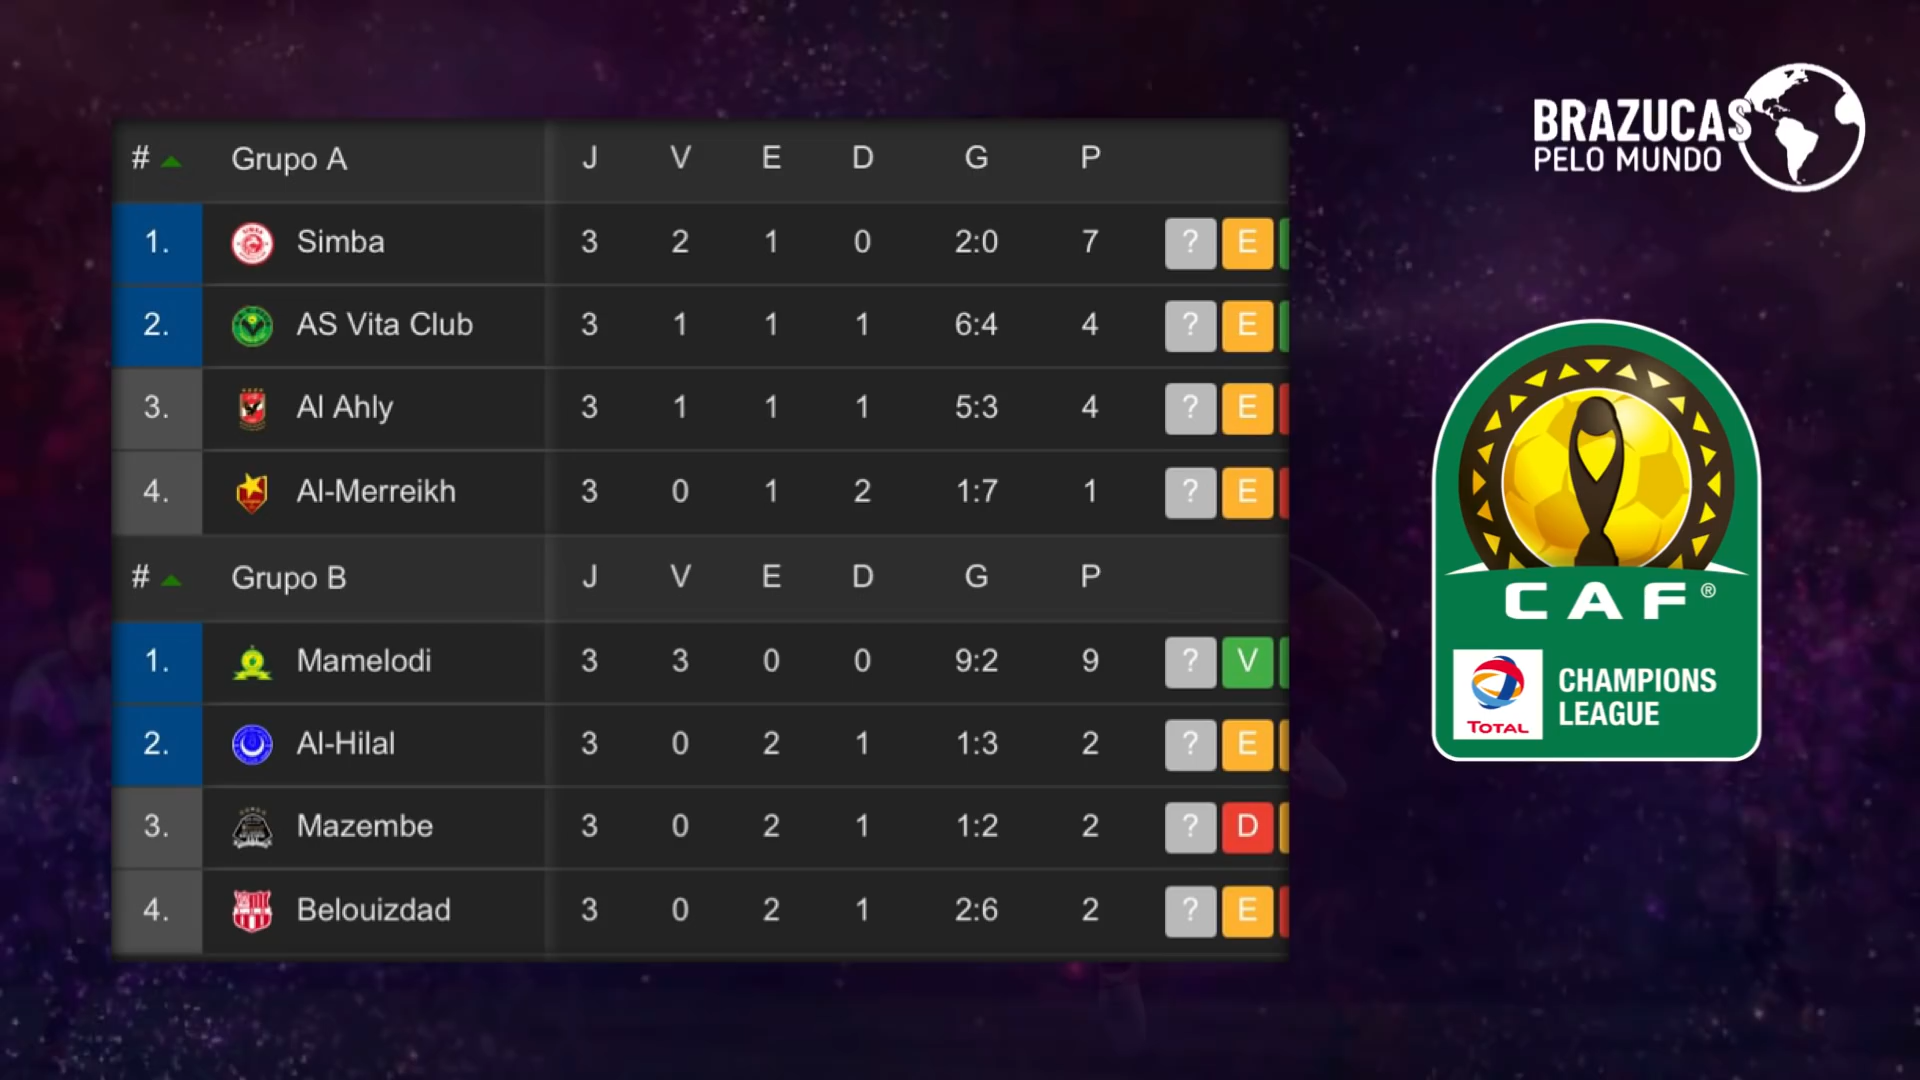 BRAZUCAS
PELO MUNDO
# Grupo A J V E D G P
1. Simba 3 2 1 0 2:0 7 ? E
2. AS Vita Club 3 1 1 1 6:4 4 ? E
3. Al Ahly 3 1 1 1 5:3 4 ? E
4. Al-Merreikh 3 0 1 2 1:7 1 ? E
# Grupo B J V E D G P
1. Mamelodi 3 3 0 0 9:2 9 ? V
2. Al-Hilal 3 0 2 1 1:3 2 ? E
3. Mazembe 3 0 2 1 1:2 2 ? D
4. Belouizdad 3 0 2 1 2:6 2 ? E
CAF®
TOTAL
CHAMPIONS
LEAGUE